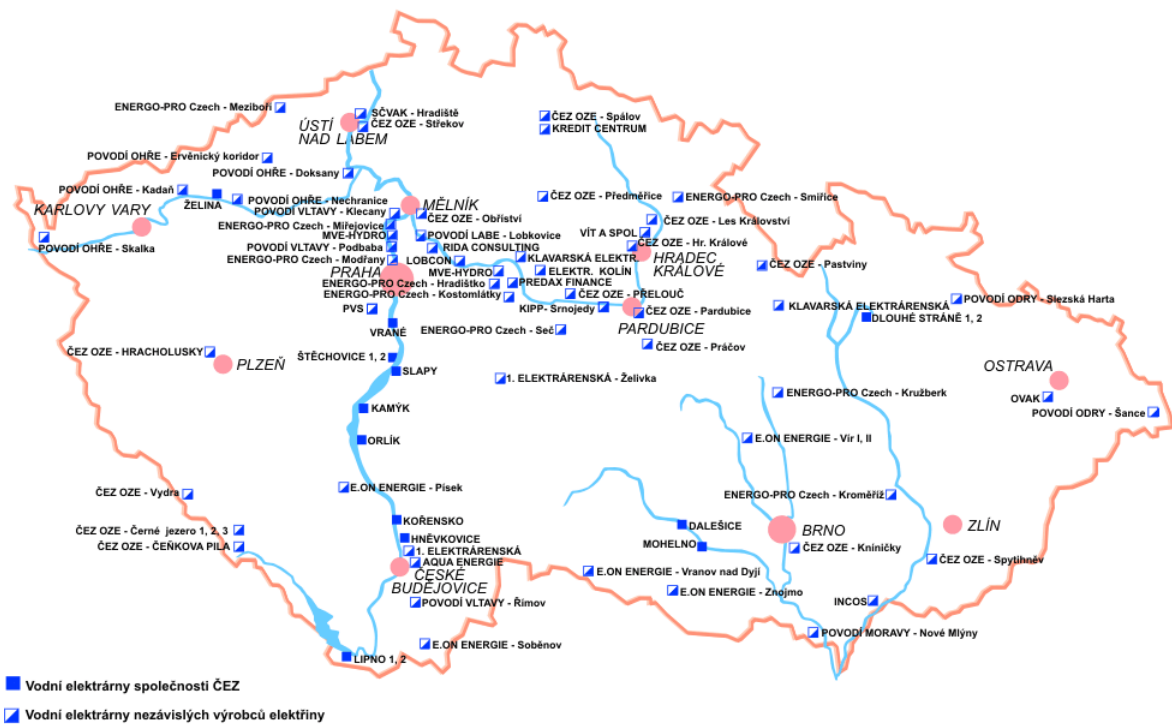 ENERGO-PRO Czech - Meziboří
SČVAK - Hradiště
ČEZ OZE - Střekov
ÚSTÍ
NAD LABEM
ČEZ OZE - Spálov
KREDIT CENTRUM
POVODÍ OHŘE - Ervěnický koridor
POVODÍ OHŘE - Doksany
POVODÍ OHŘE - Kadaň
ŽELINA
POVODÍ OHŘE - Nechranice
KARLOVY VARY
POVODÍ OHŘE - Skalka
MĚLNÍK
POVODÍ VLTAVY - Klecany
ČEZ OZE - Obříství
ENERGO-PRO Czech - Miřejovice
MVE-HYDRO
POVODÍ LABE - Lobkovice
POVODÍ VLTAVY - Podbaba
RIDA CONSULTING
ENERGO-PRO Czech - Modřany
LOBCON
PRAHA
MVE-HYDRO
KLAVARSKÁ ELEKTR.
ELEKTR. KOLÍN
ENERGO-PRO Czech - Hradištko
PREDAX FINANCE
ENERGO-PRO Czech - Kostomlátky
ČEZ OZE - PŘELOUČ
KIPP- Srnojedy
ČEZ OZE - Předměřice
ENERGO-PRO Czech - Smiřice
ČEZ OZE - Les Království
VÍT A SPOL
ČEZ OZE - Hr. Králové
HRADEC
KRÁLOVÉ
ČEZ OZE - Pardubice
PARDUBICE
ČEZ OZE - Práčov
ČEZ OZE - Pastviny
KLAVARSKÁ ELEKTRÁRENSKÁ
POVODÍ ODRY - Slezská Harta
DLOUHÉ STRÁNĚ 1, 2
PVS
VRANÉ
ENERGO-PRO Czech - Seč
ČEZ OZE - HRACHOLUSKY
PLZEŇ
ŠTĚCHOVICE 1, 2
SLAPY
1. ELEKTRÁRENSKÁ - Želivka
OSTRAVA
OVAK
POVODÍ ODRY - Šance
ENERGO-PRO Czech - Kružberk
KAMÝK
ORLÍK
E.ON ENERGIE - Vír I, II
ČEZ OZE - Vydra
E.ON ENERGIE - Písek
ENERGO-PRO Czech - Kroměříž
ČEZ OZE - Černé jezero 1, 2, 3
ČEZ OZE - ČEŇKOVA PILA
KOŘENSKO
HNĚVKOVICE
1. ELEKTRÁRENSKÁ
AQUA ENERGIE
ČESKÉ
BUDĚJOVICE
DALEŠICE
MOHELNO
BRNO
ČEZ OZE - Kníničky
ZLÍN
ČEZ OZE - Spytihněv
E.ON ENERGIE - Vranov nad Dyjí
E.ON ENERGIE - Znojmo
INCOS
POVODÍ VLTAVY - Římov
POVODÍ MORAVY - Nové Mlýny
E.ON ENERGIE - Soběnov
LIPNO 1, 2
Vodní elektrárny společnosti ČEZ
Vodní elektrárny nezávislých výrobců elektřiny